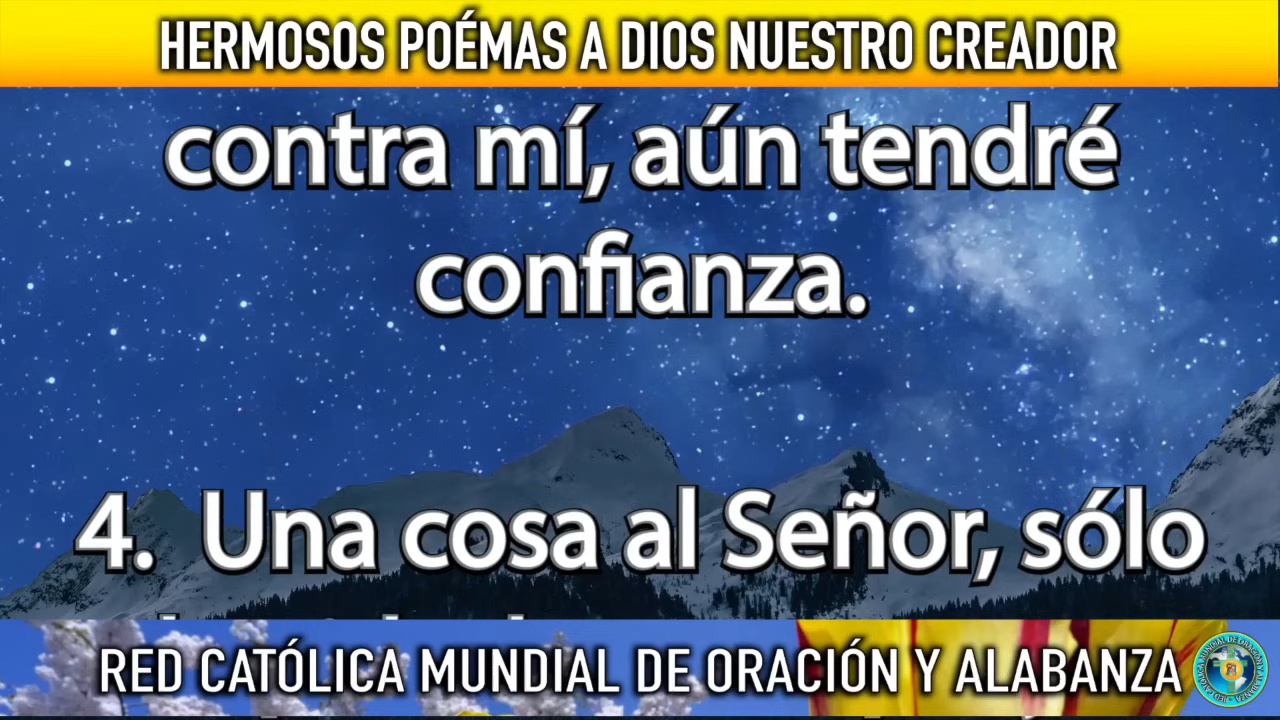 HERMOSOS POÉMAS A DIOS NUESTRO CREADOR
contra mí, aún tendré
confianza.
4. Una cosa al Señor, sólo
RED CATÓLICA MUNDIAL DE ORACIÓN Y ALABANZA